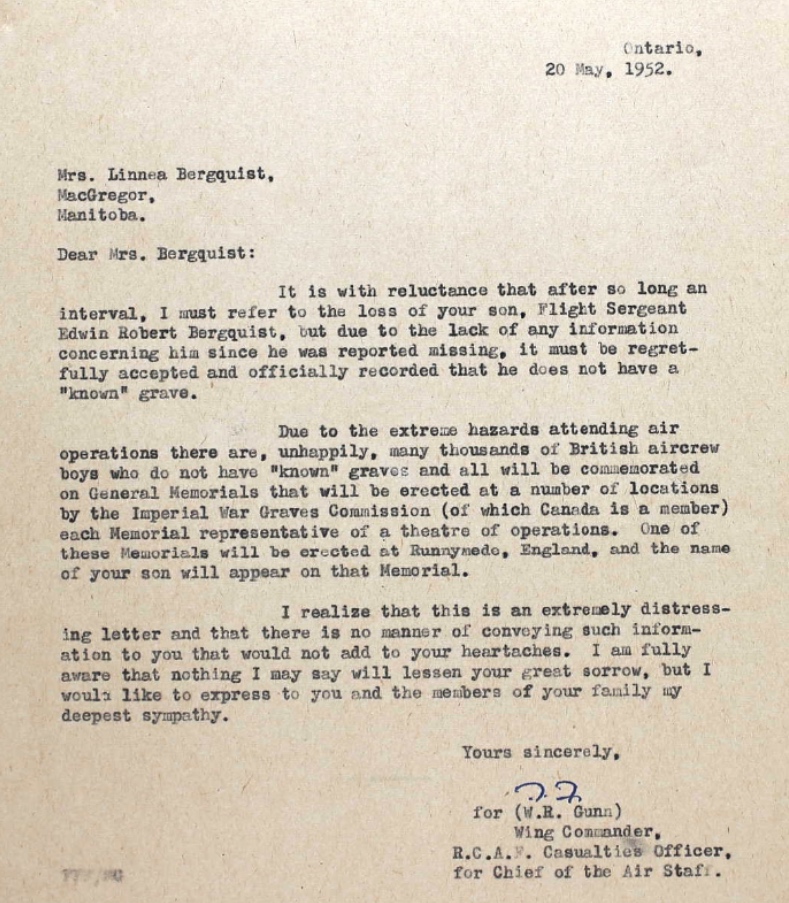 Ontario,
20 May, 1952.
Mrs. Linnea Bergquist,
MacGregor,
Manitoba.
Dear Mrs. Bergquist:
It is with reluctance that after so long an
interval, I must refer to the loss of your son, Flight Sergeant
Edwin Robert Bergquist, but due to the lack of any information
concerning him since he was reported missing, it must be regret-
fully accepted and officially recorded that he does not have a
"known" grave.
Due to the extreme hazards attending air
operations there are, unhappily, many thousands of British aircrew
boys who do not have "known" graves and all will be commemorated
on General Memorials that will be erected at a number of locations
by the Imperial War Graves Commission (of which Canada is a member)
each Memorial representative of a theatre of operations. One of
these Memorials will be erected at Runnymede, England, and the name
of your son will appear on that Memorial.
I realize that this is an extremely distress-
ing letter and that there is no manner of conveying such inform-
ation to you that would not add to your heartaches. I am fully
aware that nothing I may say will lessen your great sorrow, but I
would like to express to you and the members of your family my
deepest sympathy.
Yours sincerely,
for (W.R. Gunn)
Wing Commander,
R.C.A.F. Casualties Officer,
for Chief of the Air Staff.